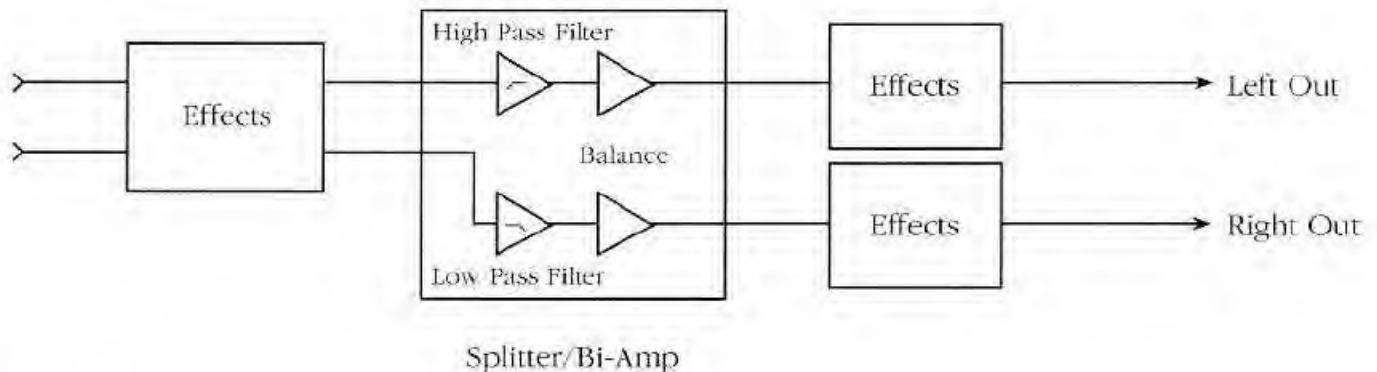 High Pass Filter
Effects
Effects
Left Out
Balance
Effects
Right Out
Low Pass Filter
Splitter/Bi-Amp